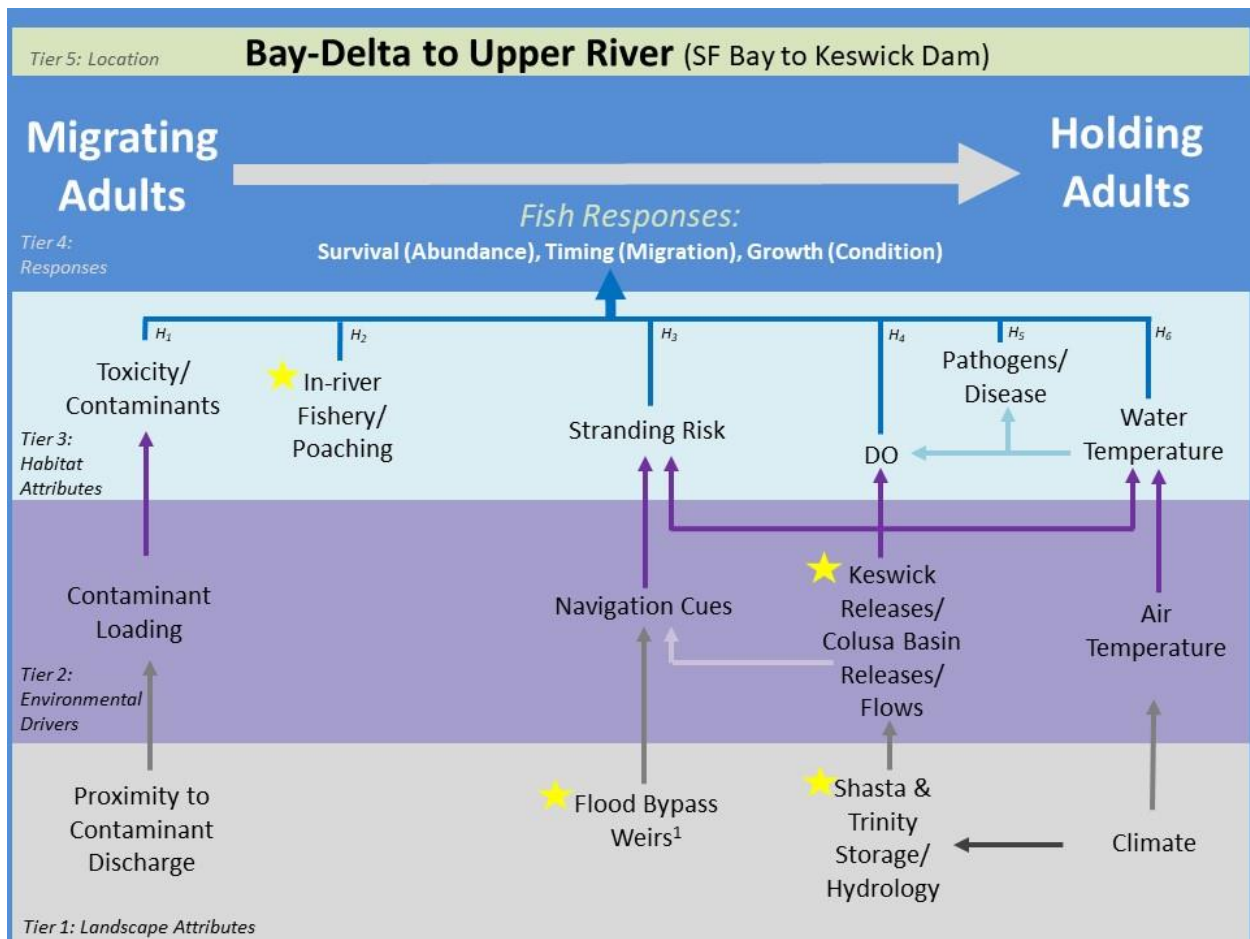 Tier 5: Location
Bay-Delta to Upper River (SF Bay to Keswick Dam)
Migrating
Adults
Holding
Adults
Fish Responses:
Survival (Abundance), Timing (Migration), Growth (Condition)
Tier 4:
Responses
H1
H2
H3
H4
H5
H6
Toxicity/
Contaminants
In-river
Fishery/
Poaching
Stranding Risk
DO
Pathogens/
Disease
Water
Temperature
Tier 3:
Habitat
Attributes
Contaminant
Loading
Navigation Cues
Keswick
Releases/
Colusa Basin
Releases/
Flows
Air
Temperature
Tier 2:
Environmental
Drivers
Proximity to
Contaminant
Discharge
Flood Bypass
Weirs1
Shasta &
Trinity
Storage/
Hydrology
Climate
Tier 1: Landscape Attributes